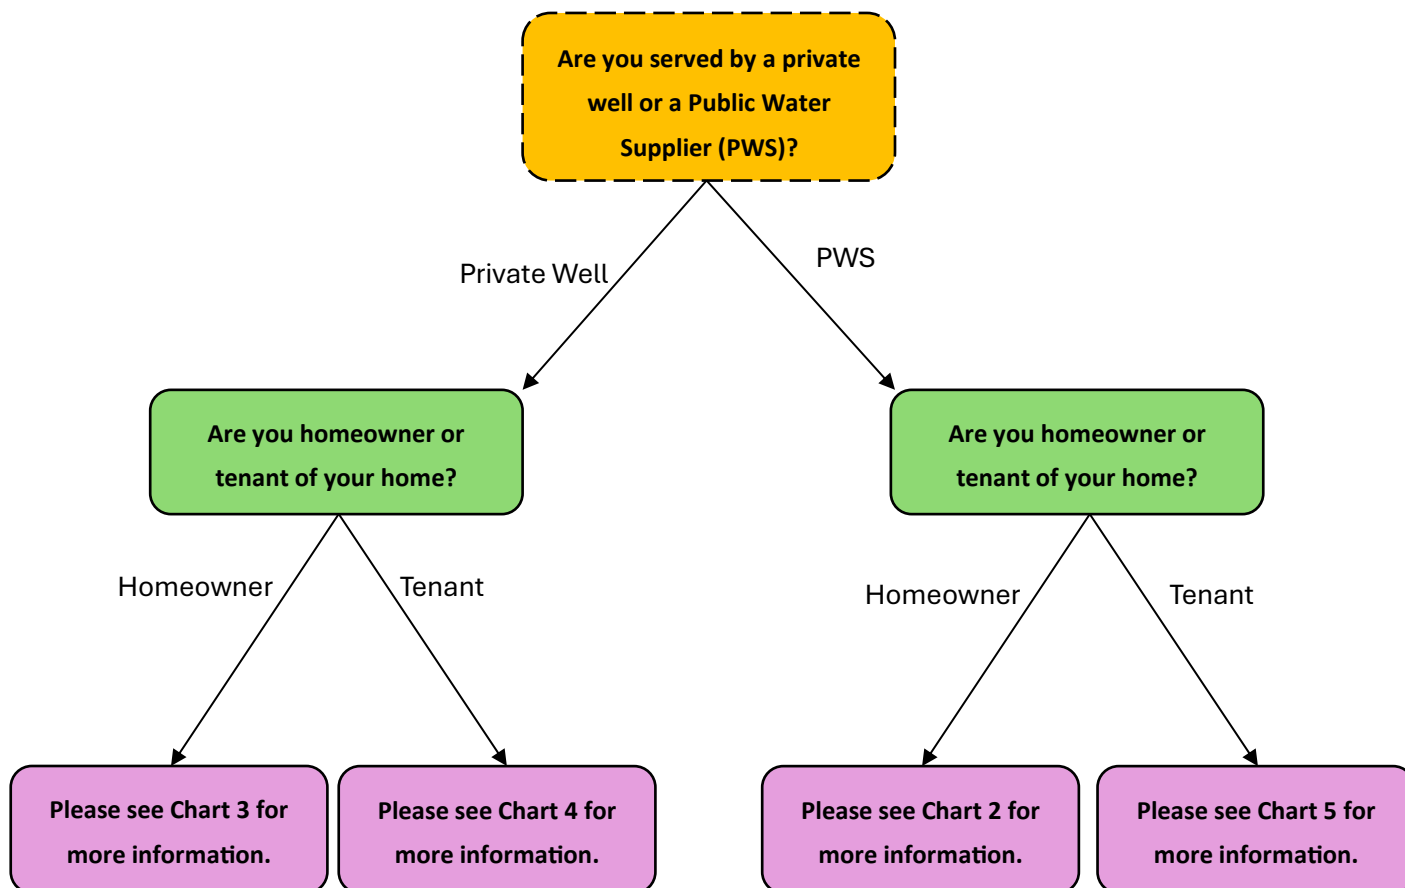 Are you served by a private
well or a Public Water
Supplier (PWS)?
Private Well
PWS
Are you homeowner or
tenant of your home?
Are you homeowner or
tenant of your home?
Homeowner
Tenant
Homeowner
Tenant
Please see Chart 3 for
more information.
Please see Chart 4 for
more information.
Please see Chart 2 for
more information.
Please see Chart 5 for
more information.